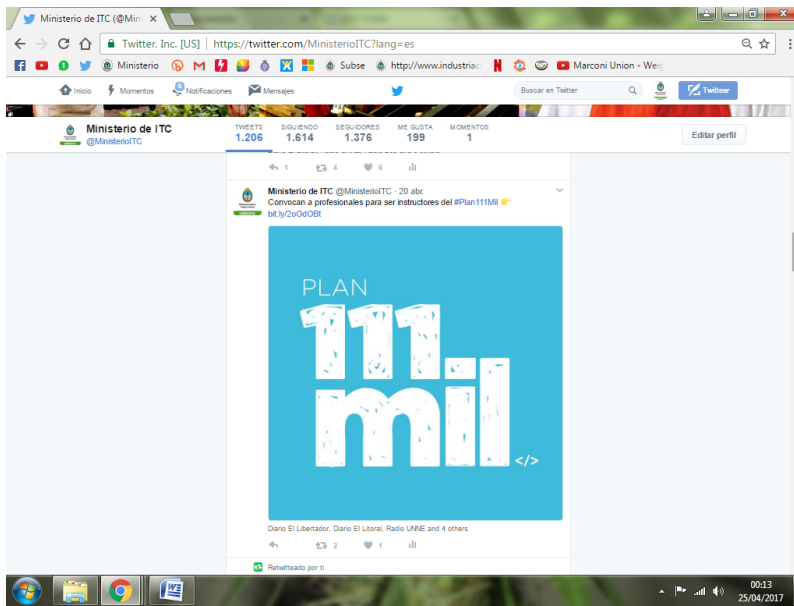 Ministerio de ITC (@Mini
Twitter, Inc. [US] | https://twitter.com/MinisterioITC?lang=es
Ministerio
Subse
http://www.industriac
Marconi Union - Weig
Inicio
Momentos
Notificaciones
Mensajes
Buscar en Twitter
Twittear
Ministerio de ITC
@MinisterioITC
TWEETS SIGUIENDO SEGUIDORES ME GUSTA MOMENTOS
1.206 1.614 1.376 199 1
Editar perfil
1 4 6
Ministerio de ITC @MinisterioITC · 20 abr.
Convocan a profesionales para ser instructores del #Plan111Mil
bit.ly/2oOdOBt
PLAN
111.
mil
</>
Diario El Libertador, Diario El Litoral, Radio UNNE and 4 others
2 1
Retwitteado por ti
00:13
25/04/2017